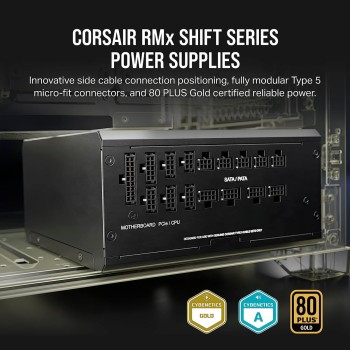 CORSAIR RMx SHIFT SERIES
POWER SUPPLIES
Innovative side cable connection positioning, fully modular Type 5
micro-fit connectors, and 80 PLUS Gold certified reliable power.
SATA / PATA
MOTHERBOARD PCIe / CPU
CYBENETICS
GOLD
CYBENETICS
A
80
PLUS
GOLD